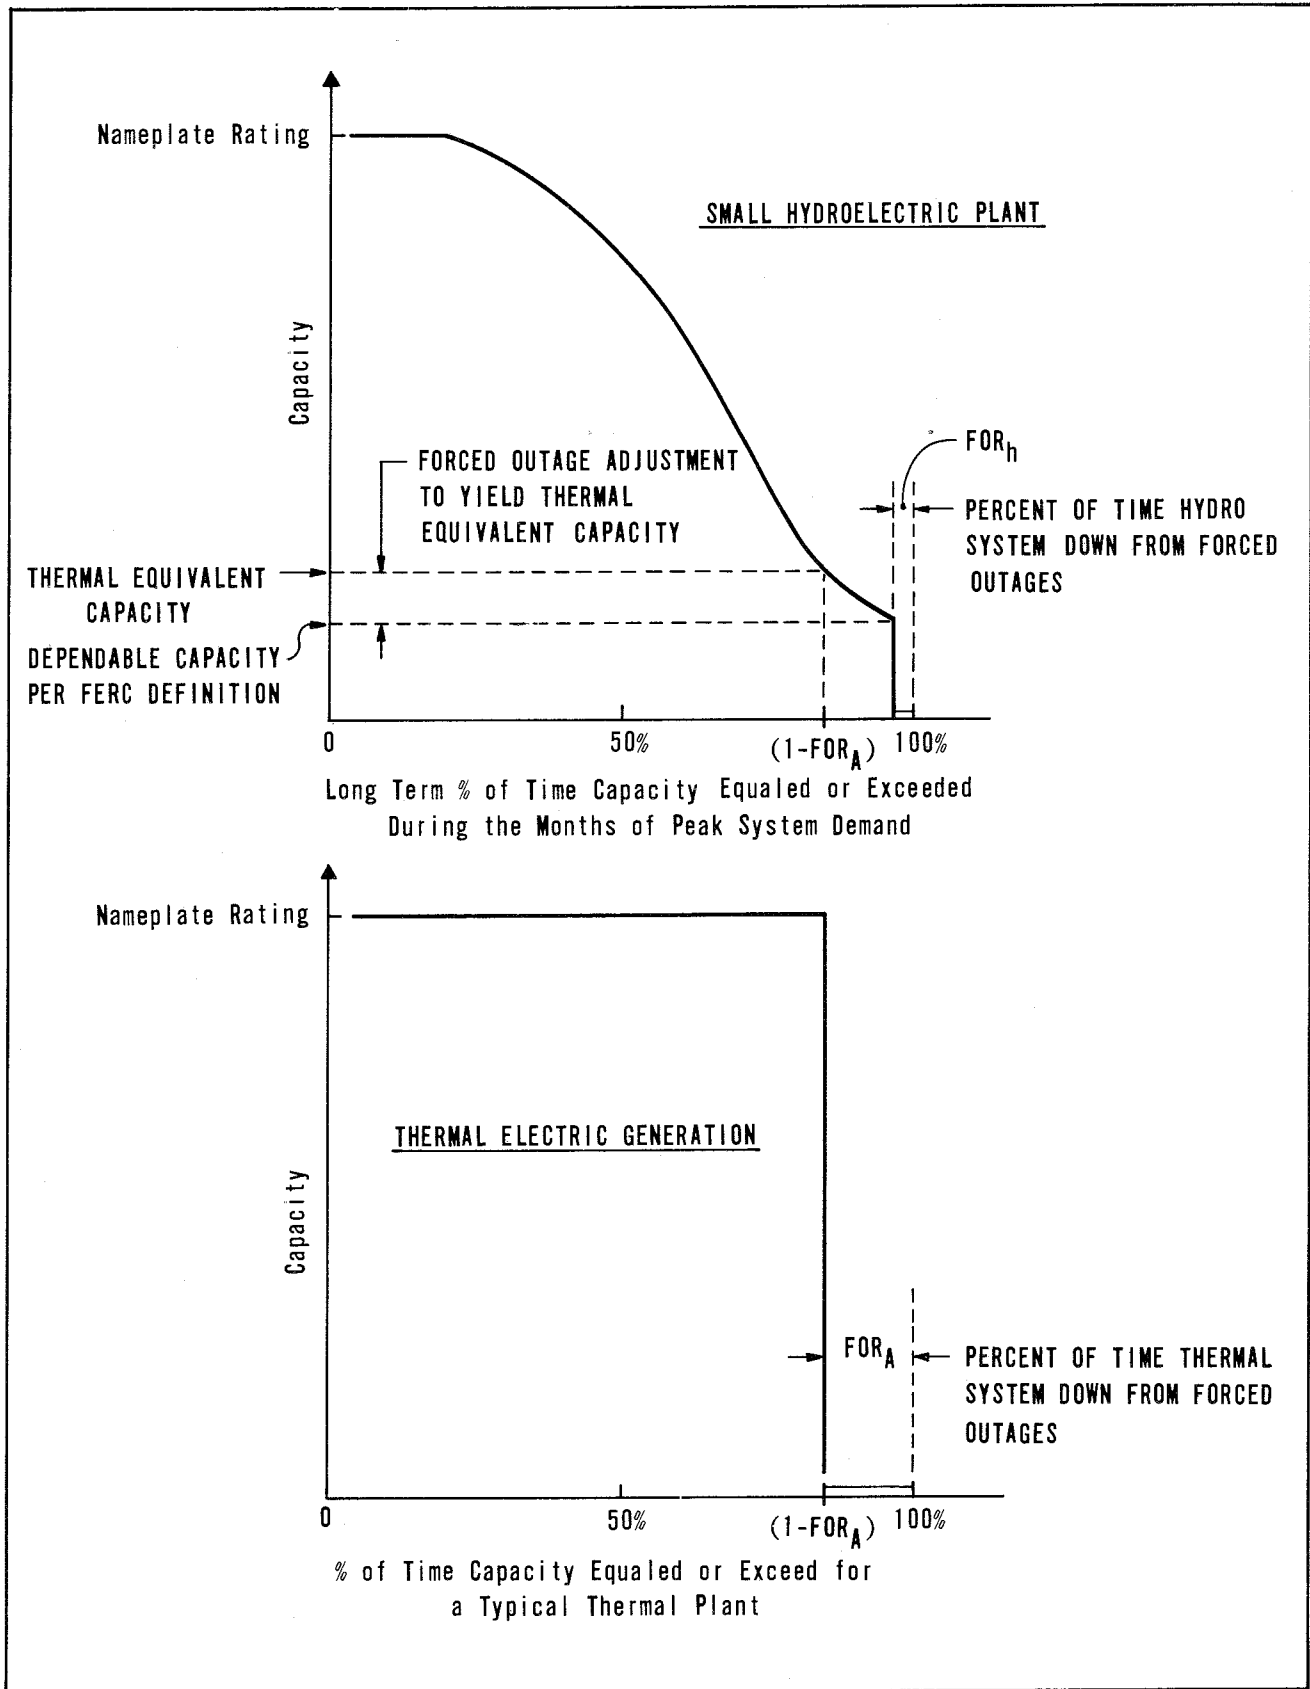 Nameplate Rating
SMALL HYDROELECTRIC PLANT
Capacity
FORCED OUTAGE ADJUSTMENT
TO YIELD THERMAL
EQUIVALENT CAPACITY
FORh
PERCENT OF TIME HYDRO
SYSTEM DOWN FROM FORCED
OUTAGES
THERMAL EQUIVALENT
CAPACITY
DEPENDABLE CAPACITY
PER FERC DEFINITION
0 50% (1-FORA) 100%
Long Term % of Time Capacity Equaled or Exceeded
During the Months of Peak System Demand
Nameplate Rating
THERMAL ELECTRIC GENERATION
Capacity
FORA
PERCENT OF TIME THERMAL
SYSTEM DOWN FROM FORCED
OUTAGES
0 50% (1-FORA) 100%
% of Time Capacity Equaled or Exceed for
a Typical Thermal Plant